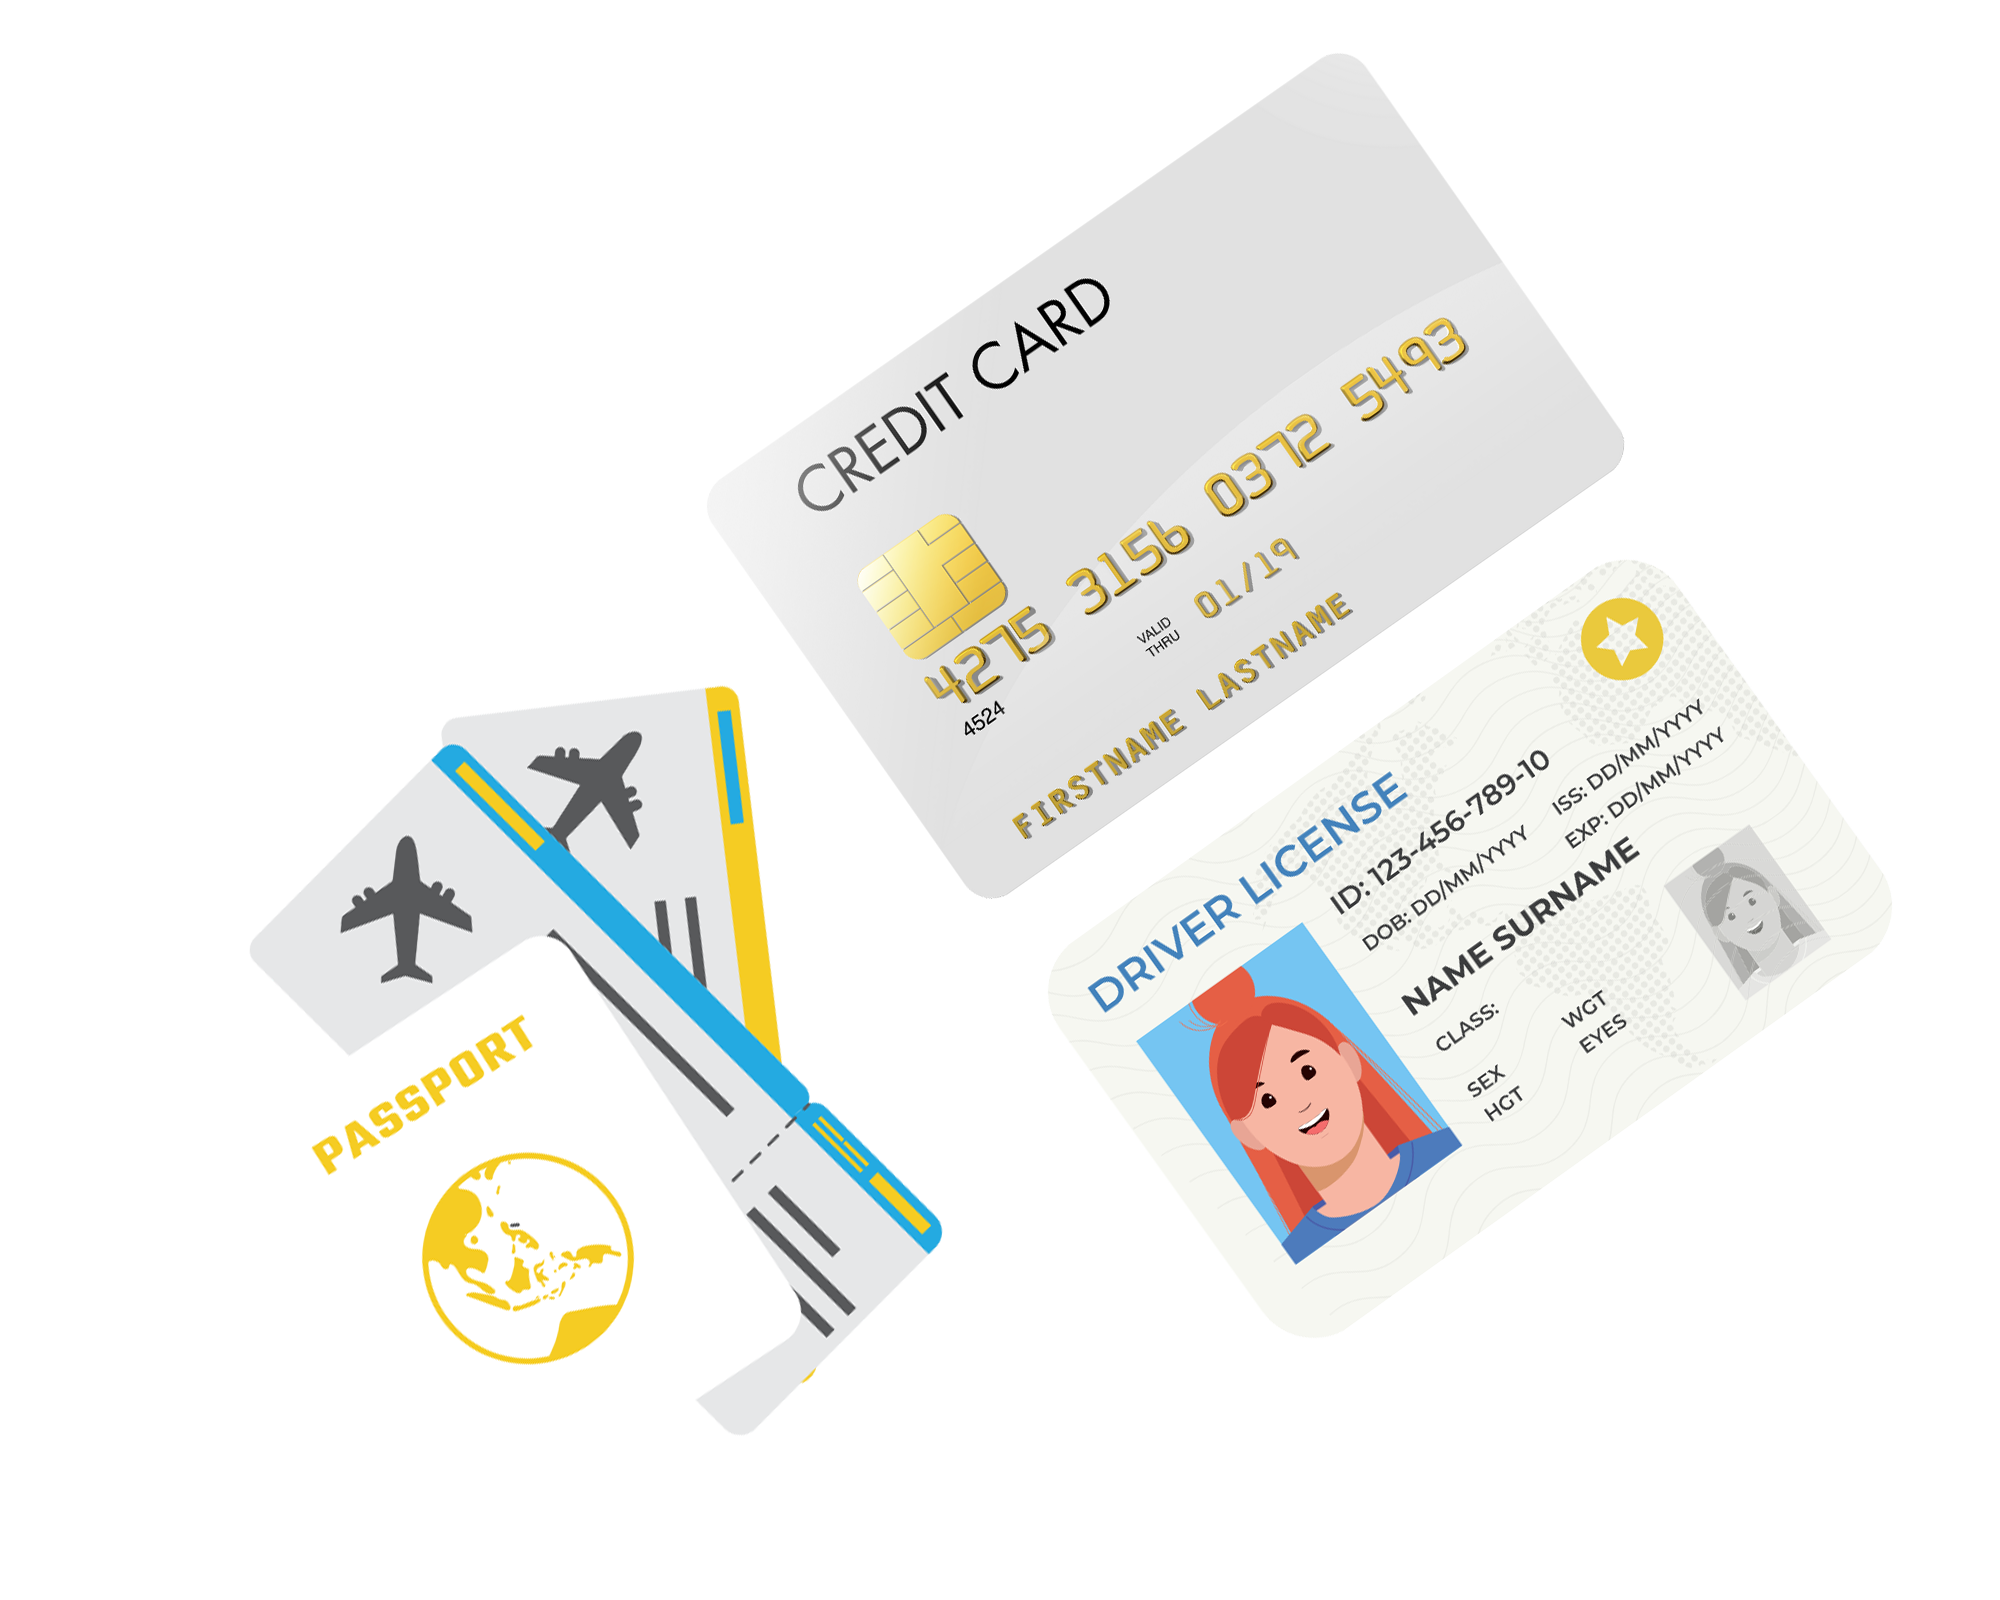 CREDIT CARD
4275 3156 0372 5493
4524
VALID
THRU
01/19
FIRSTNAME LASTNAME
DRIVER LICENSE
ID: 123-456-789-10
DOB: DD/MM/YYYY
ISS: DD/MM/YYYY
EXP: DD/MM/YYYY
NAME SURNAME
CLASS:
SEX
HGT
WGT
EYES
PASSPORT